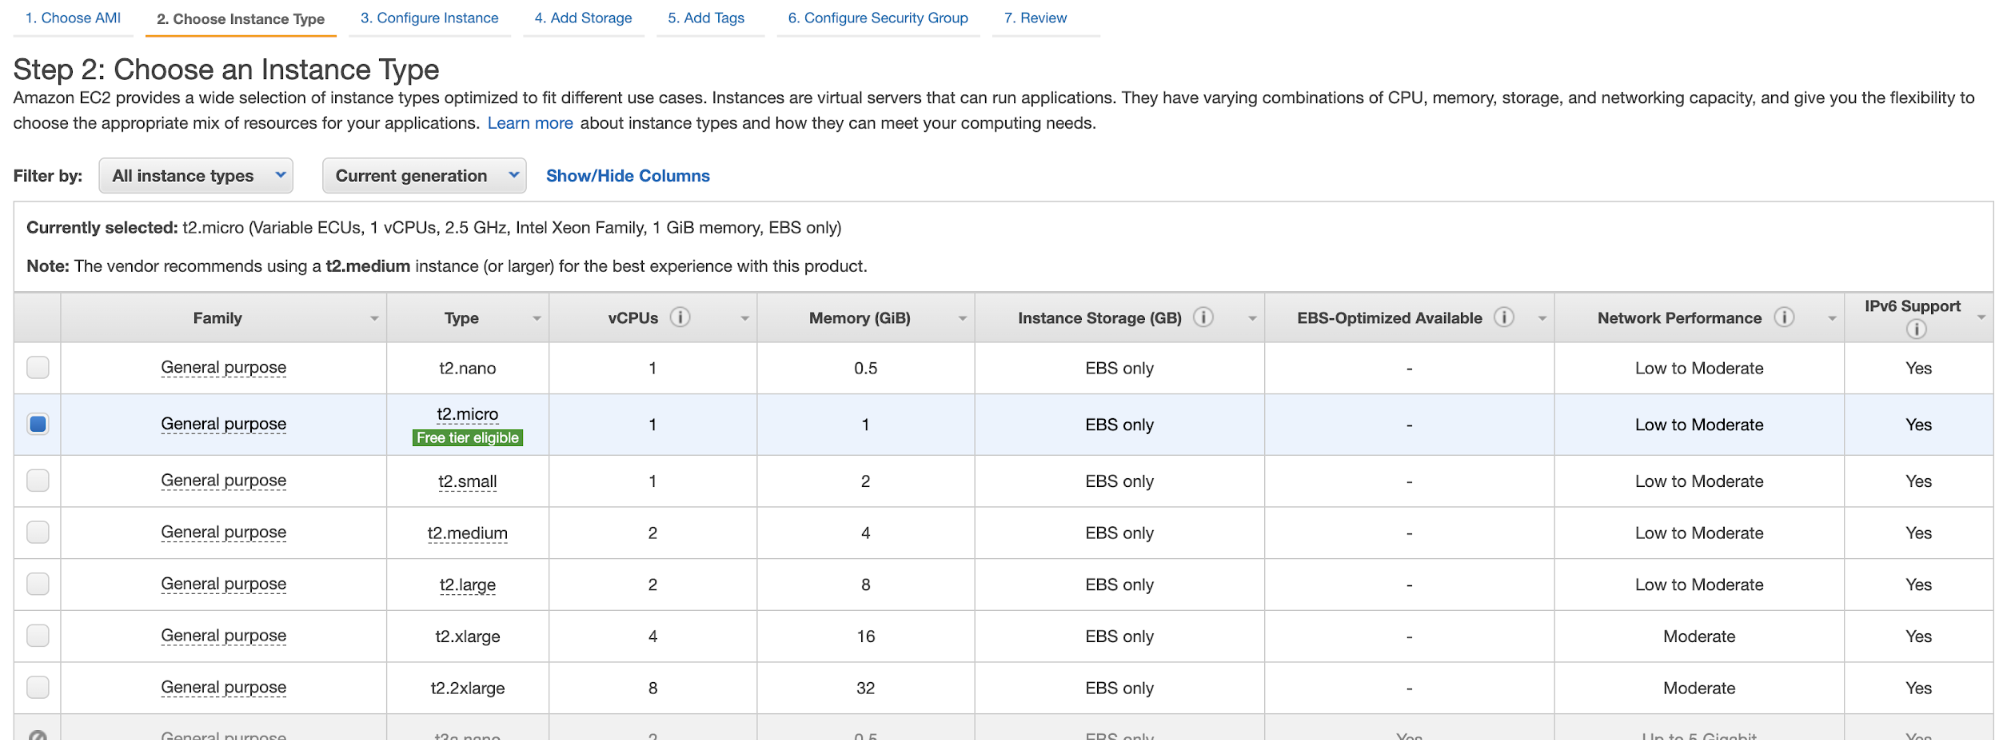 1. Choose AMI 2. Choose Instance Type 3. Configure Instance 4. Add Storage 5. Add Tags 6. Configure Security Group 7. Review
Step 2: Choose an Instance Type
Amazon EC2 provides a wide selection of instance types optimized to fit different use cases. Instances are virtual servers that can run applications. They have varying combinations of CPU, memory, storage, and networking capacity, and give you the flexibility to
choose the appropriate mix of resources for your applications. Learn more about instance types and how they can meet your computing needs.
Filter by: All instance types Current generation Show/Hide Columns
Currently selected: t2.micro (Variable ECUs, 1 vCPUs, 2.5 GHz, Intel Xeon Family, 1 GiB memory, EBS only)
Note: The vendor recommends using a t2.medium instance (or larger) for the best experience with this product.
Family Type vCPUs i Memory (GiB) Instance Storage (GB) i EBS-Optimized Available i Network Performance i IPv6 Support i
General purpose t2.nano 1 0.5 EBS only - Low to Moderate Yes
General purpose t2.micro 1 1 EBS only - Low to Moderate Yes
Free tier eligible
General purpose t2.small 1 2 EBS only - Low to Moderate Yes
General purpose t2.medium 2 4 EBS only - Low to Moderate Yes
General purpose t2.large 2 8 EBS only - Low to Moderate Yes
General purpose t2.xlarge 4 16 EBS only - Moderate Yes
General purpose t2.2xlarge 8 32 EBS only - Moderate Yes
General purpose t3a.nano 2 0.5 EBS only Yes Up to 5 Gigabit Yes